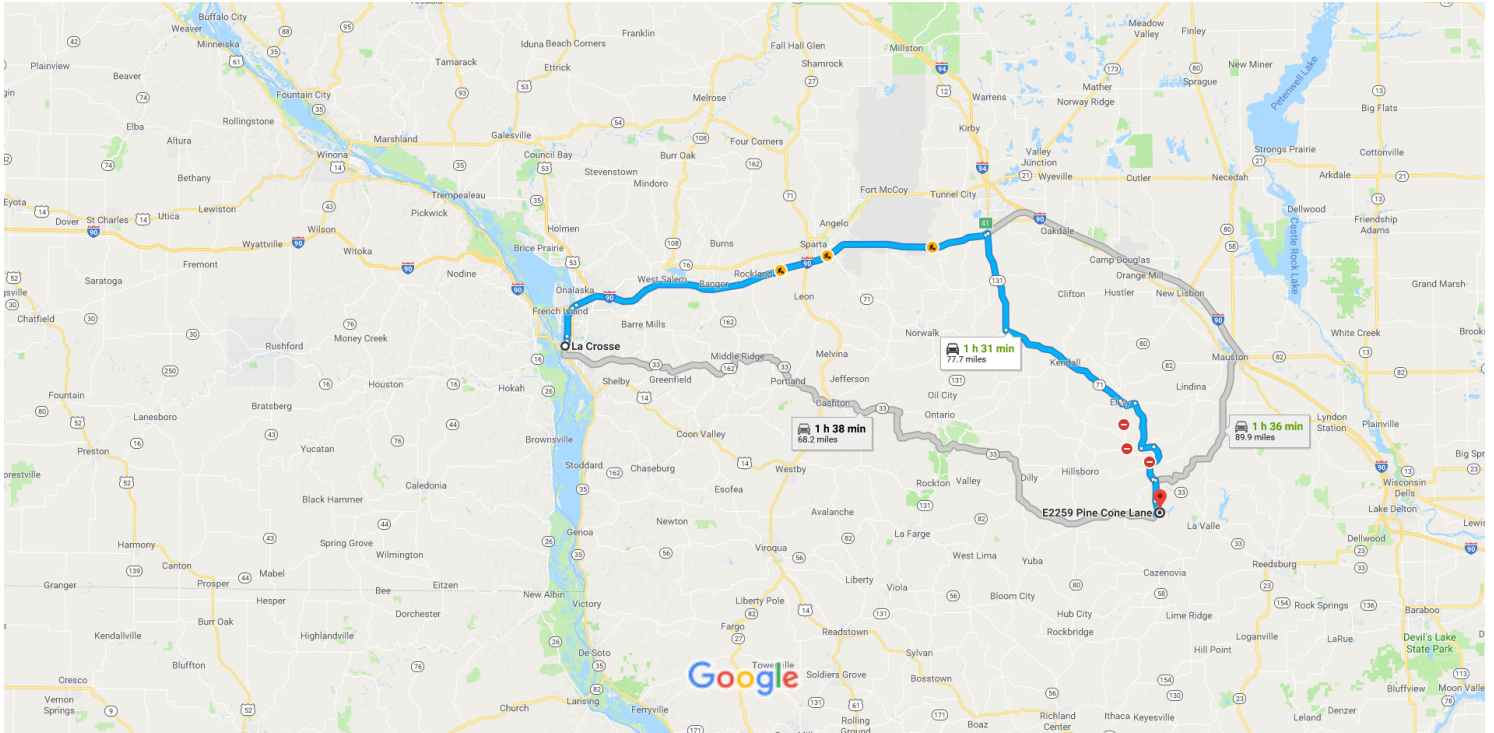 Buffalo City
Weaver
Minneiska
Franklin
Iduna Beach Corners
Fall Hall Glen
Shamrock
Millston
Meadow
Valley
Finley
Plainview
Beaver
Tamarack
Ettrick
Mather
Sprague
New Miner
Petenwell Lake
Fountain City
Melrose
Warrens
Norway Ridge
Big Flats
Elba
Altura
Rollingstone
Marshland
Galesville
Four Corners
Kirby
Winona
Council Bay
Burr Oak
Stevenstown
Mindoro
Valley
Junction
Wyeville
Cutler
Strongs Prairie
Necedah
Cottonville
Arkdale
Bethany
Trempealeau
Fort McCoy
Tunnel City
Eyota
Dover
St Charles
Utica
Lewiston
Pickwick
Wilson
Holmen
Angelo
Oakdale
Dellwood
Friendship
Adams
Castle Rock Lake
Wyattville
Witoka
Brice Prairie
Burns
Sparta
Camp Douglas
Orange Mill
Fremont
Nodine
Onalaska
West Salem
Bangor
Rockland
Saratoga
Clifton
Hustler
New Lisbon
Grand Marsh
Chatfield
French Island
Leon
Barre Mills
Norwalk
White Creek
Rushford
Money Creek
La Crosse
Middle Ridge
Melvina
1 h 31 min
77.7 miles
Kendall
Mauston
Houston
Hokah
Shelby
Greenfield
Portland
Jefferson
Lindina
Fountain
Lanesboro
Bratsberg
Cashton
Oil City
Ontario
Elroy
Lyndon
Station
Plainville
1 h 38 min
68.2 miles
1 h 36 min
89.9 miles
Preston
Yucatan
Brownsville
Coon Valley
Stoddard
Chaseburg
Westby
Hillsboro
Caledonia
Black Hammer
Esofea
Rockton
Valley
Dilly
Wisconsin
Dells
Lake Delton
E2259 Pine Cone Lane
Newton
Avalanche
La Farge
La Valle
Harmony
Spring Grove
Wilmington
Genoa
Viroqua
West Lima
Yuba
Dellwood
Reedsburg
Canton
Mabel
Granger
Prosper
Hesper
Bee
Eitzen
New Albin
Victory
Liberty
Viola
Cazenovia
Dorchester
Liberty Pole
Bloom City
Hub City
Lime Ridge
Rock Springs
Baraboo
Kendallville
Burr Oak
Highlandville
Fargo
Readstown
Rockbridge
Loganville
LaRue
Devil's Lake
State Park
Bluffton
De Soto
Sylvan
Hill Point
Cresco
Google
Soldiers Grove
Bosstown
Vernon
Springs
Church
Lansing
Ferryville
Rolling
Ground
Boaz
Richland
Center
Ithaca
Keyesville
Leland
Denzer
Bluffview